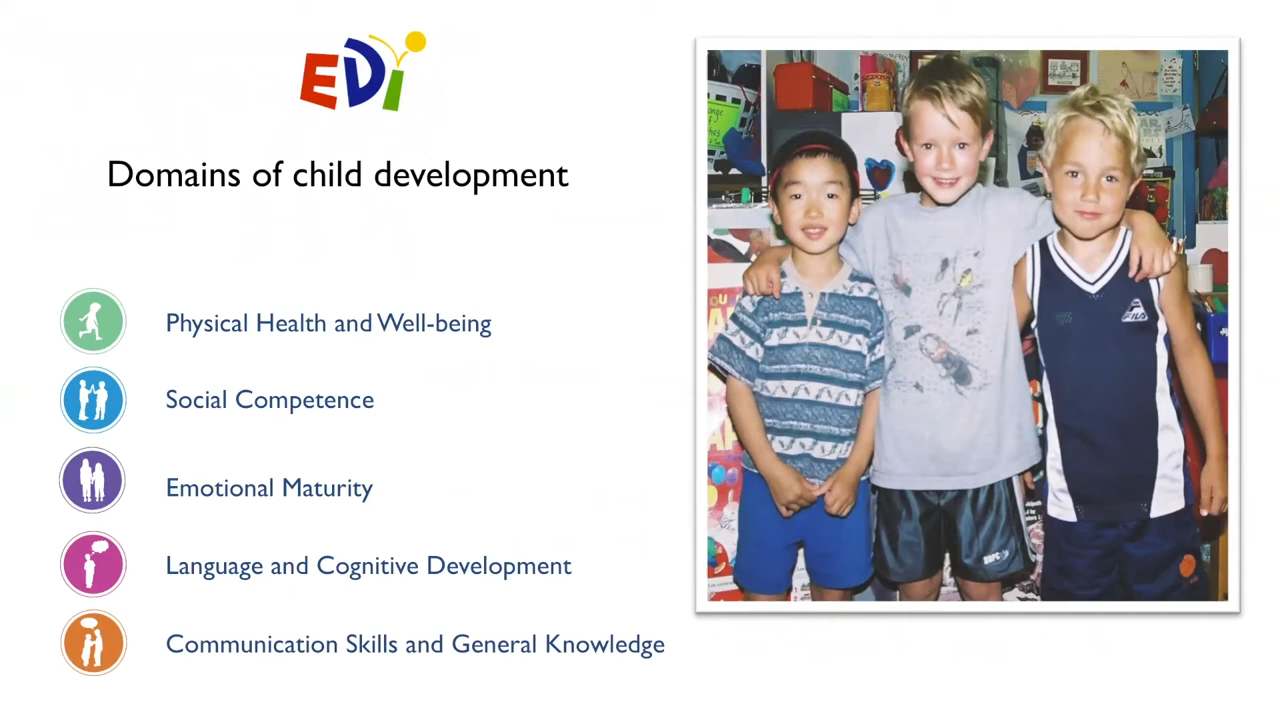 EDi
Domains of child development
Physical Health and Well-being
Social Competence
Emotional Maturity
Language and Cognitive Development
Communication Skills and General Knowledge
FILA